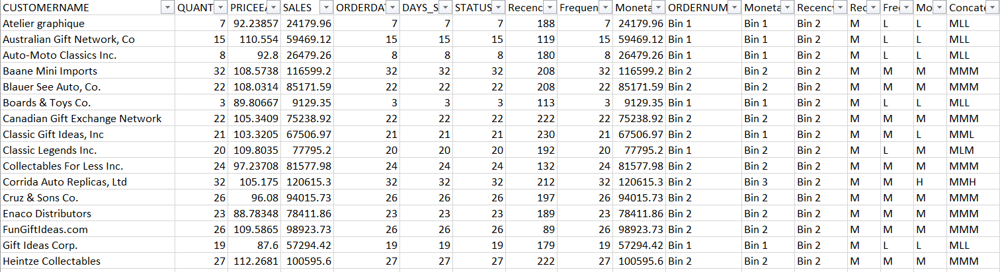 CUSTOMERNAME QUANT PRICEEA SALES ORDERDA DAYS_S STATUS Recenc Frequen Moneta ORDERNUM Moneta Recency Rec Fre Mo Concate
Atelier graphique 7 92.23857 24179.96 7 7 7 188 7 24179.96 Bin 1 Bin 1 Bin 2 M L L MLL
Australian Gift Network, Co 15 110.554 59469.12 15 15 15 119 15 59469.12 Bin 1 Bin 1 Bin 2 M L L MLL
Auto-Moto Classics Inc. 8 92.8 26479.26 8 8 8 180 8 26479.26 Bin 1 Bin 1 Bin 2 M L L MLL
Baane Mini Imports 32 108.5738 116599.2 32 32 32 208 32 116599.2 Bin 2 Bin 2 Bin 2 M M M MMM
Blauer See Auto, Co. 22 108.0314 85171.59 22 22 22 208 22 85171.59 Bin 2 Bin 2 Bin 2 M M M MMM
Boards & Toys Co. 3 89.80667 9129.35 3 3 3 113 3 9129.35 Bin 1 Bin 1 Bin 2 M L L MLL
Canadian Gift Exchange Network 22 105.3409 75238.92 22 22 22 222 22 75238.92 Bin 2 Bin 2 Bin 2 M M M MMM
Classic Gift Ideas, Inc 21 103.3205 67506.97 21 21 21 230 21 67506.97 Bin 2 Bin 1 Bin 2 M M L MML
Classic Legends Inc. 20 109.8035 77795.2 20 20 20 192 20 77795.2 Bin 1 Bin 2 Bin 2 M L M MLM
Collectables For Less Inc. 24 97.23708 81577.98 24 24 24 132 24 81577.98 Bin 2 Bin 2 Bin 2 M M M MMM
Corrida Auto Replicas, Ltd 32 105.175 120615.3 32 32 32 212 32 120615.3 Bin 2 Bin 3 Bin 2 M M H MMH
Cruz & Sons Co. 26 96.08 94015.73 26 26 26 197 26 94015.73 Bin 2 Bin 2 Bin 2 M M M MMM
Enaco Distributors 23 88.78348 78411.86 23 23 23 189 23 78411.86 Bin 2 Bin 2 Bin 2 M M M MMM
FunGiftIdeas.com 26 109.5865 98923.73 26 26 26 89 26 98923.73 Bin 2 Bin 2 Bin 2 M M M MMM
Gift Ideas Corp. 19 87.6 57294.42 19 19 19 179 19 57294.42 Bin 1 Bin 1 Bin 2 M L L MLL
Heintze Collectables 27 112.2681 100595.6 27 27 27 222 27 100595.6 Bin 2 Bin 2 Bin 2 M M M MMM